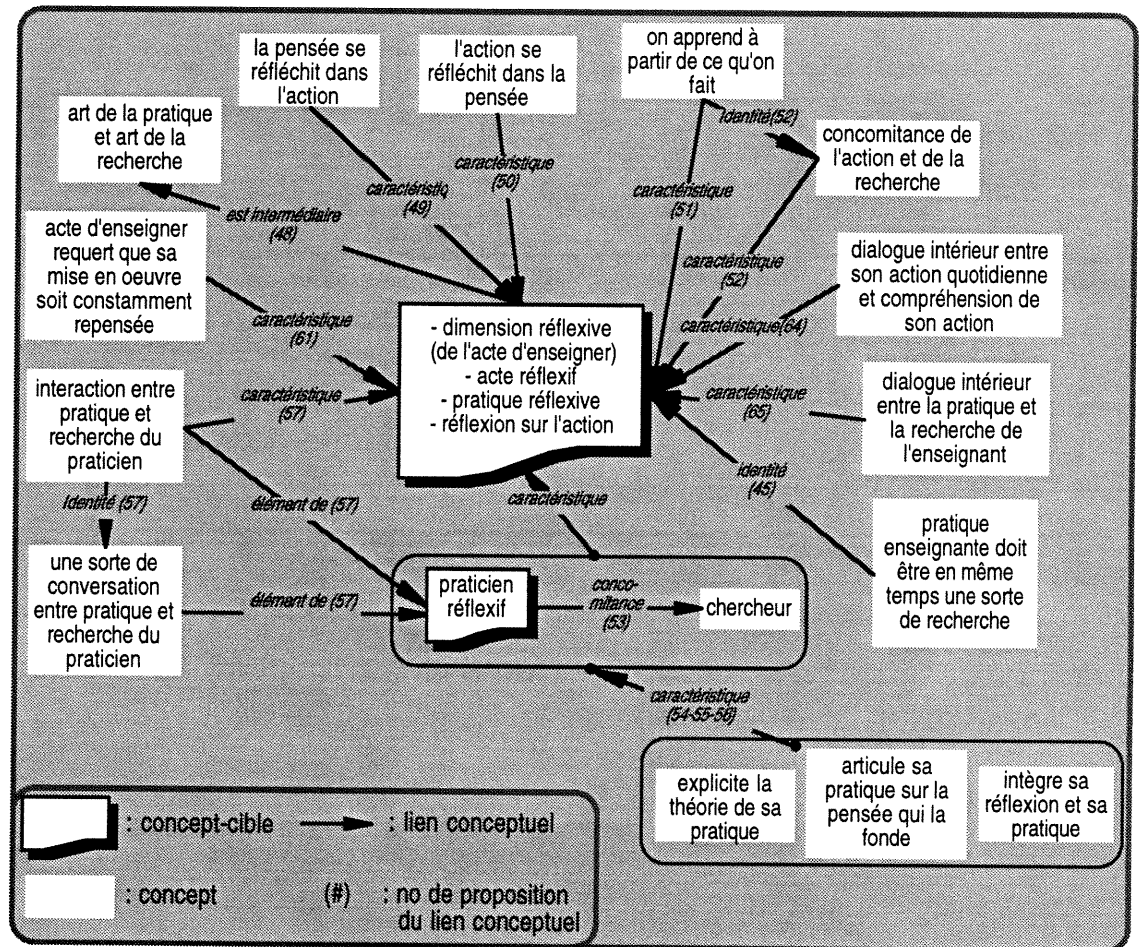 la pensée se
réfléchit dans
l'action
l'action se
réfléchit dans la
pensée
on apprend à
partir de ce qu'on
fait
art de la pratique
et art de la
recherche
Identité(52)
concomitance de
l'action et de la
recherche
caractéristiq
(49)
caractéristique
(50)
caractéristique
(51)
est intermédiaire
(48)
acte d'enseigner
requert que sa
mise en oeuvre
soit constamment
repensée
caractéristique
(52)
dialogue intérieur entre
son action quotidienne
et compréhension de
son action
caractéristique
(61)
caractéristique(64)
- dimension réflexive
(de l'acte d'enseigner)
- acte réflexif
- pratique réflexive
- réflexion sur l'action
interaction entre
pratique et
recherche du
praticien
caractéristique
(57)
caractéristique
(65)
dialogue intérieur
entre la pratique et
la recherche de
l'enseignant
identité
(45)
caractéristique
Identité (57)
élément de (57)
pratique
enseignante doit
être en même
temps une sorte
de recherche
une sorte de
conversation
entre pratique et
recherche du
praticien
élément de (57)
praticien
réflexif
conco-
mitance
(53)
chercheur
caractéristique
(54-55-56)
explicite la
théorie de sa
pratique
articule sa
pratique sur la
pensée qui la
fonde
intègre sa
réflexion et sa
pratique
: concept-cible
: lien conceptuel
: concept
(#) : no de proposition
du lien conceptuel